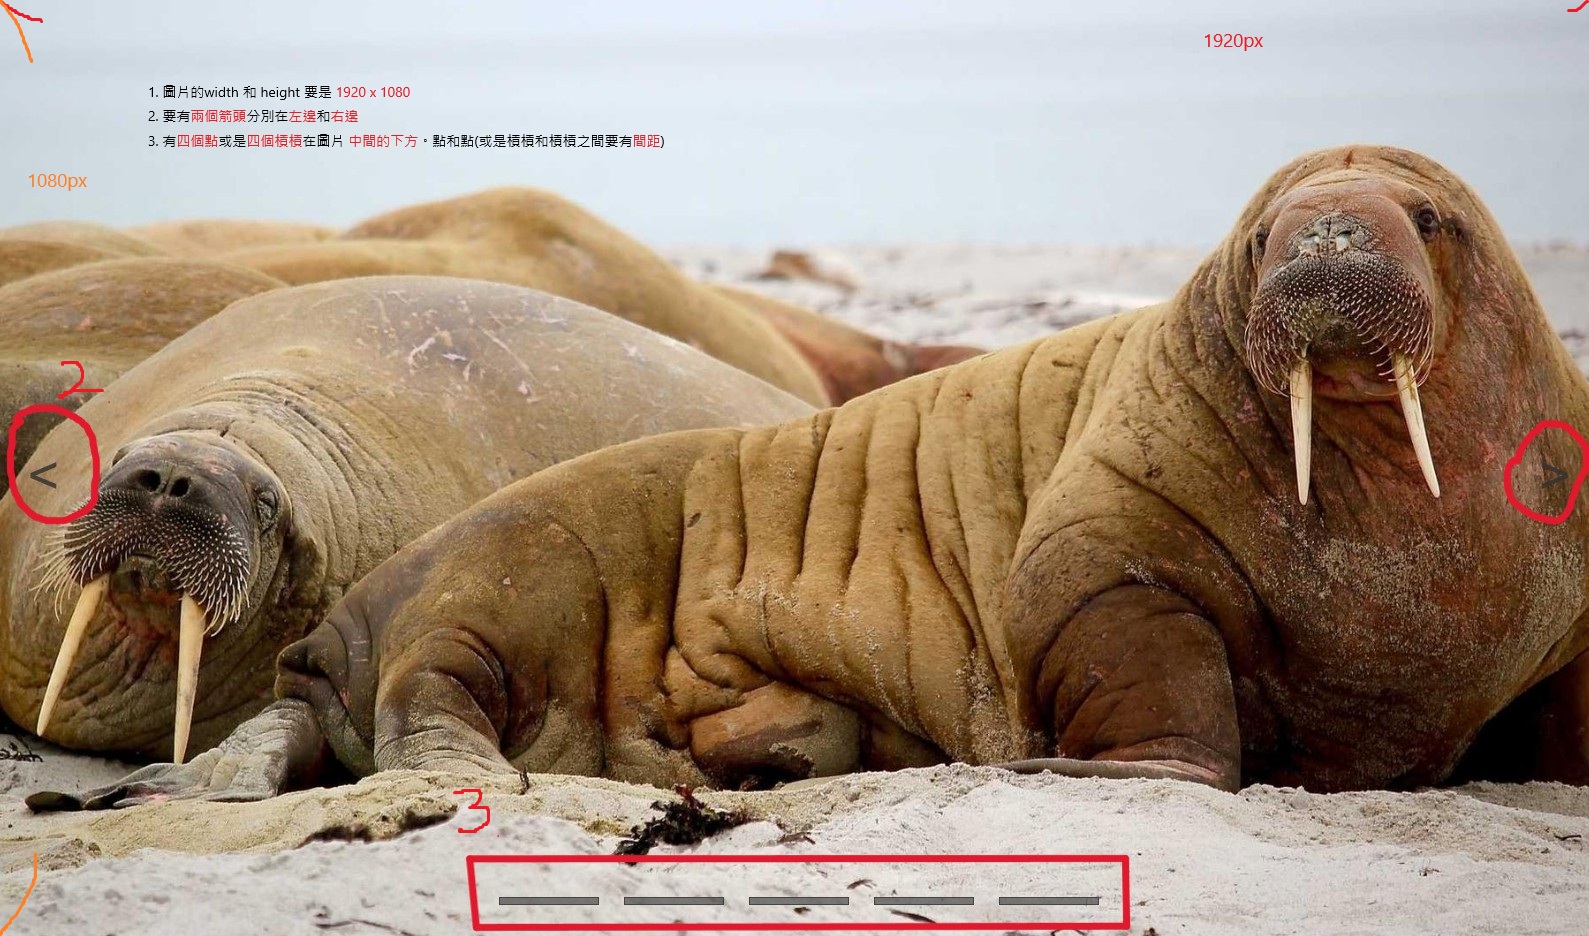 1920px
1. 圖片的width 和 height 要是 1920 x 1080
2. 要有兩個箭頭分別在左邊和右邊
3. 有四個點或是四個槓槓在圖片 中間的下方。點和點(或是槓槓和槓槓之間要有間距)
1080px
2
<
>
3